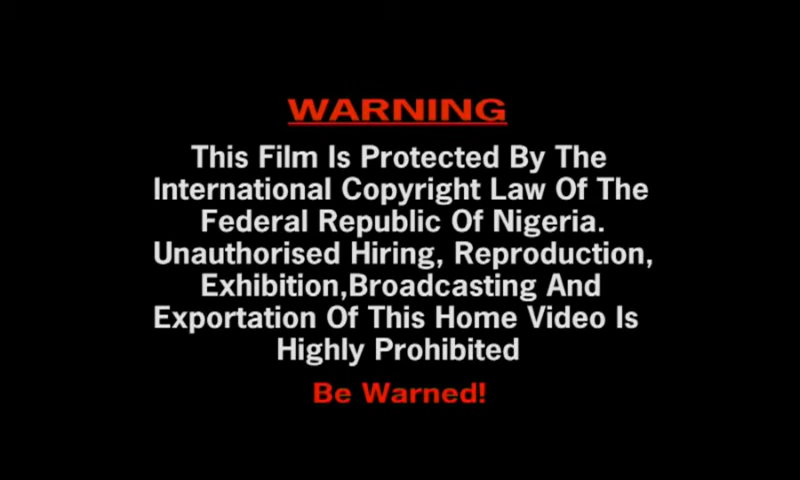 WARNING
This Film Is Protected By The
International Copyright Law Of The
Federal Republic Of Nigeria.
Unauthorised Hiring, Reproduction,
Exhibition,Broadcasting And
Exportation Of This Home Video Is
Highly Prohibited
Be Warned!